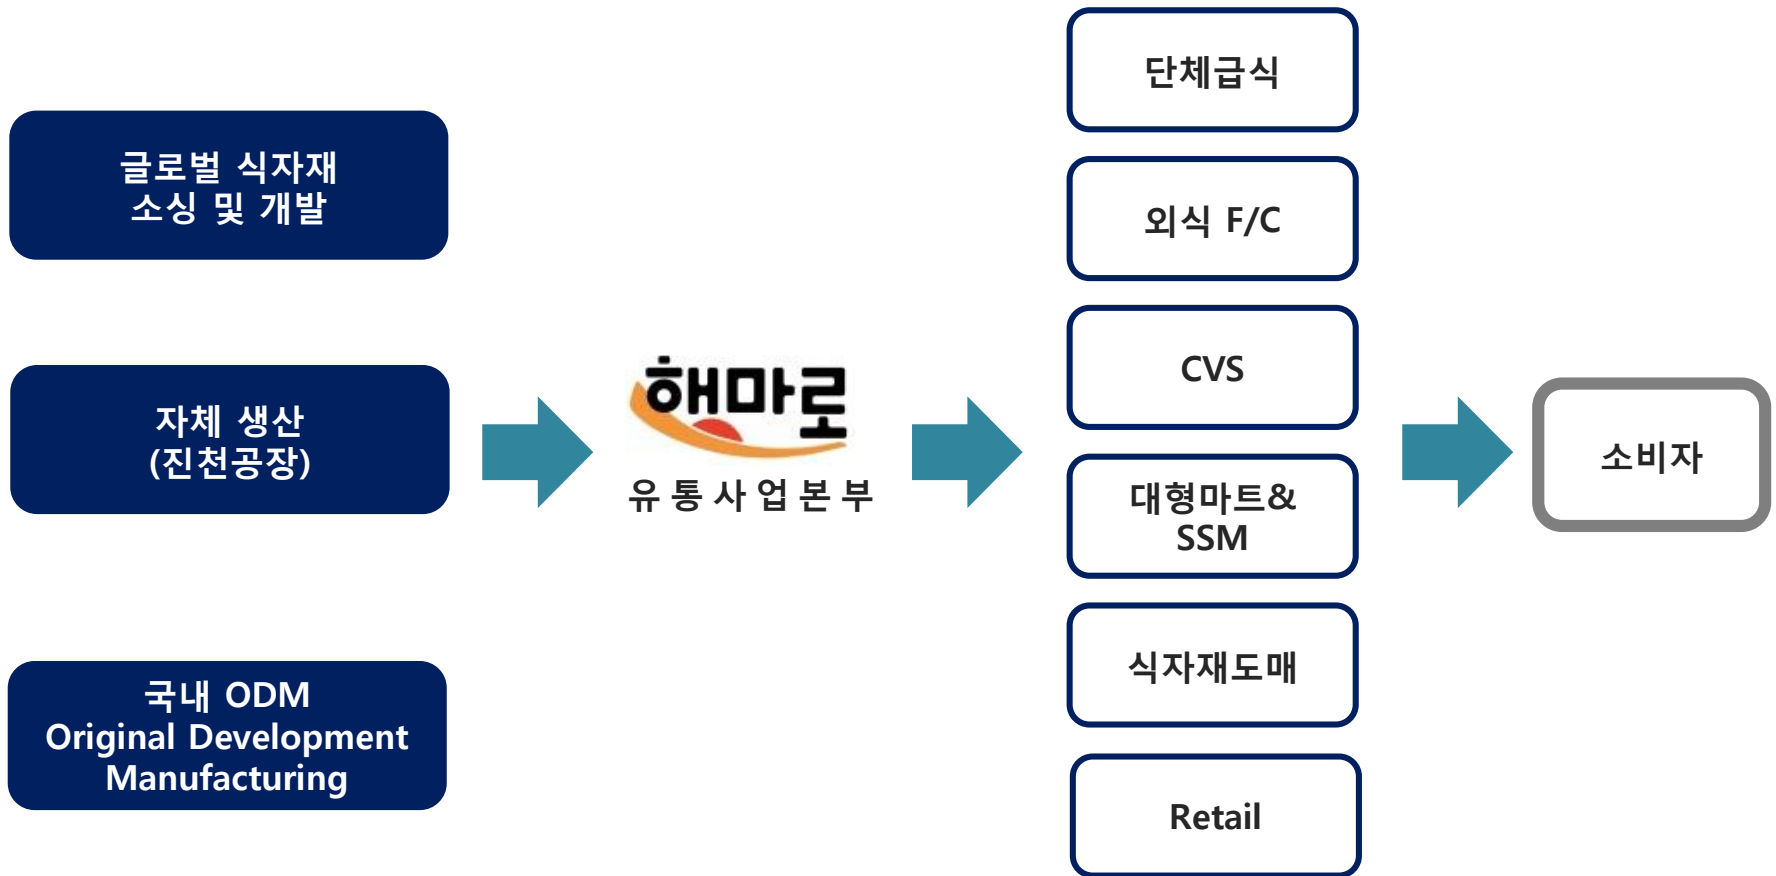 글로벌 식자재
소싱 및 개발
자체 생산
(진천공장)
국내 ODM
Original Development
Manufacturing
해마로
유통사업본부
단체급식
외식 F/C
CVS
대형마트&
SSM
식자재도매
Retail
소비자